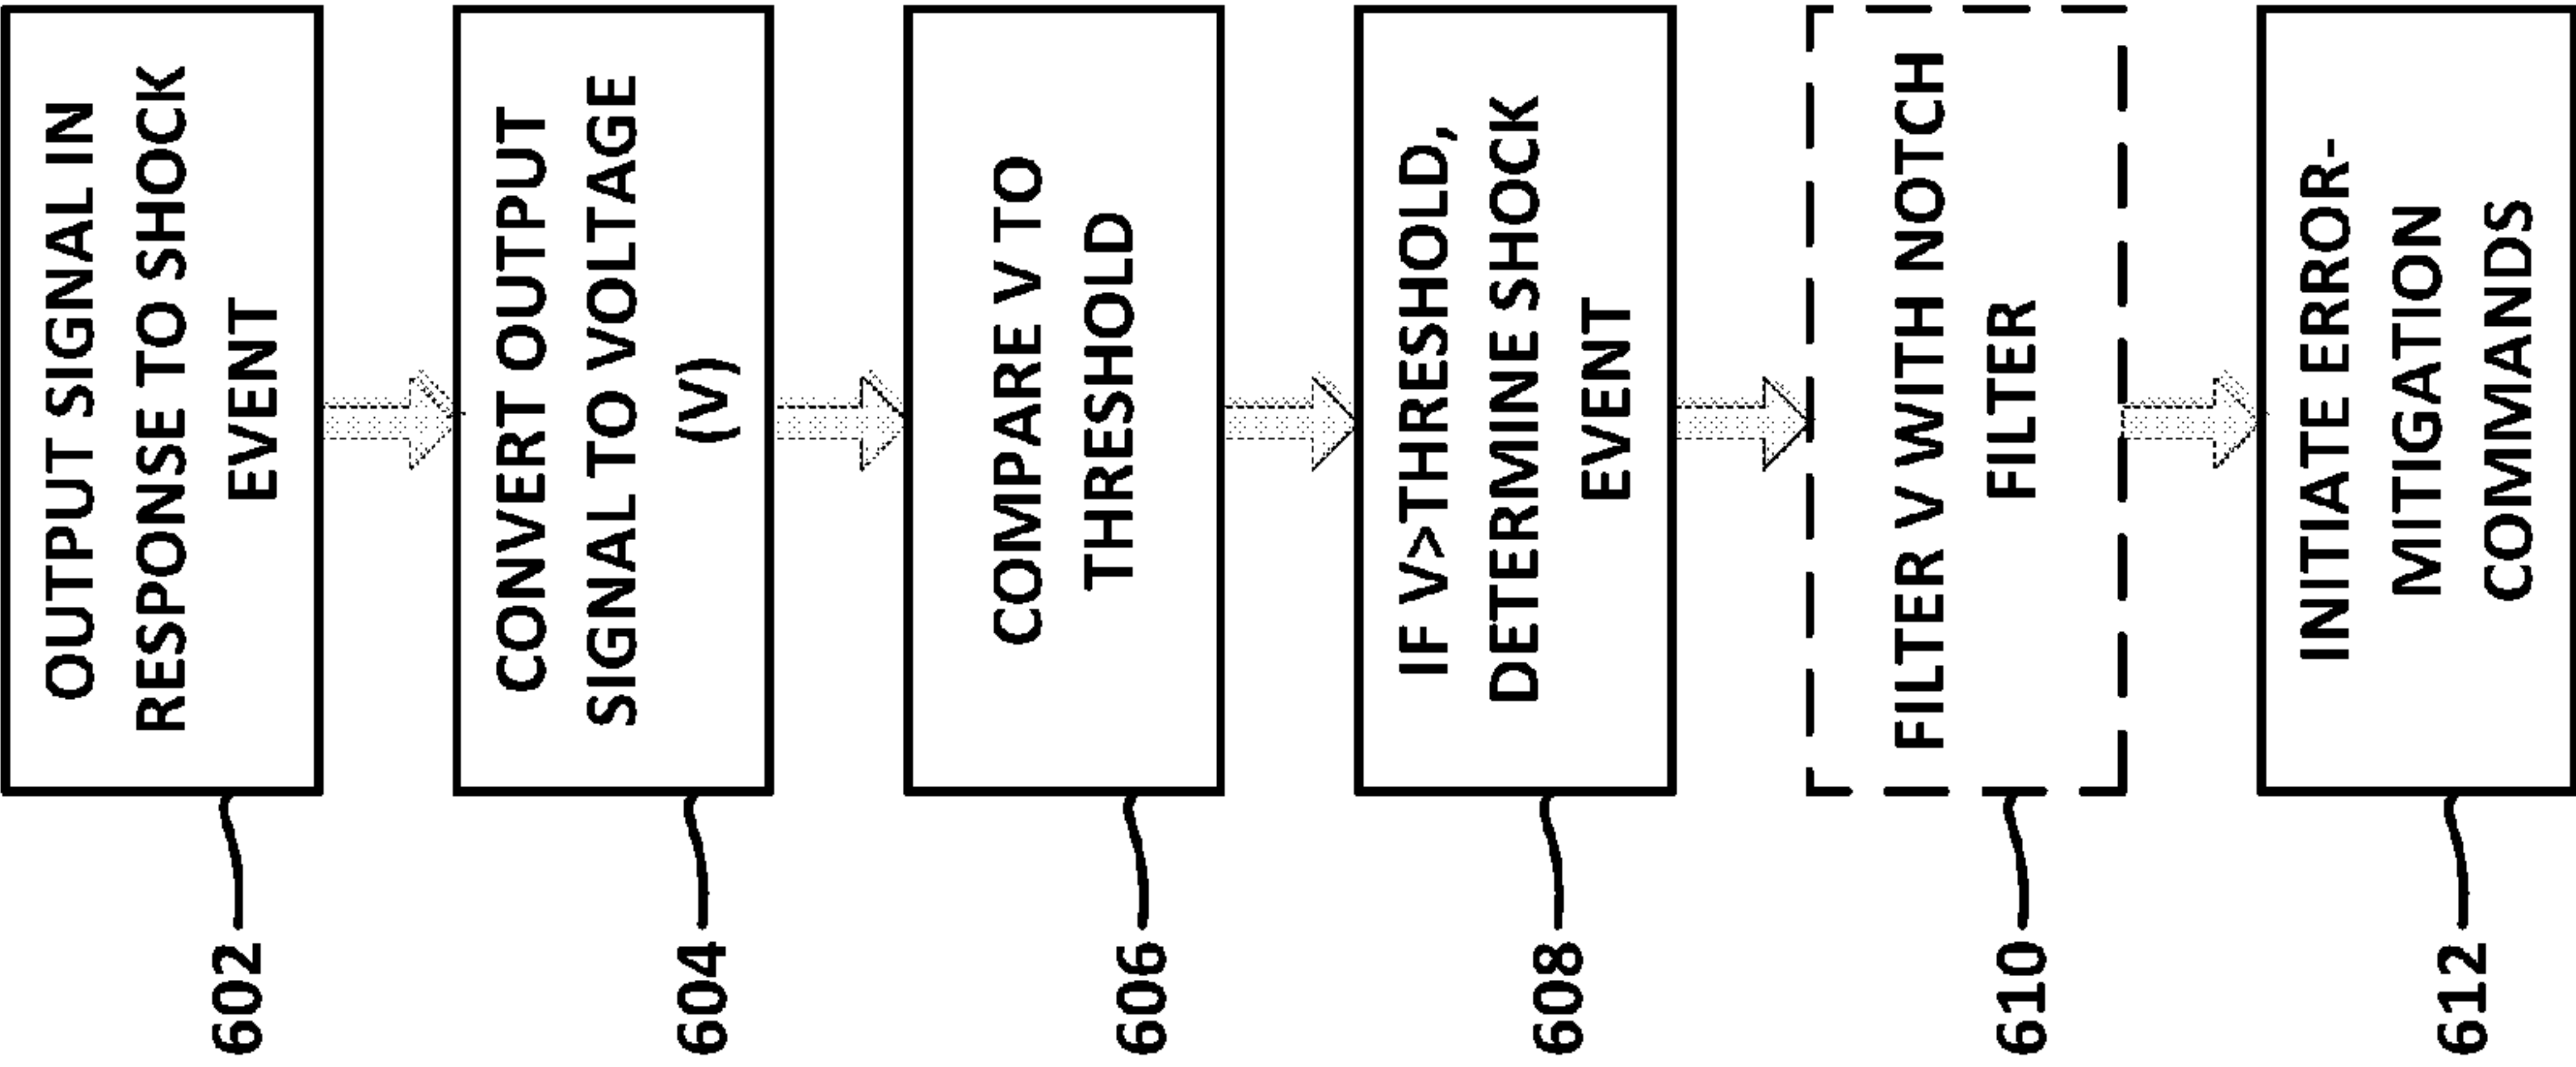 OUTPUT SIGNAL IN
RESPONSE TO SHOCK
EVENT
602
CONVERT OUTPUT
SIGNAL TO VOLTAGE
(V)
604
COMPARE V TO
THRESHOLD
606
IF V>THRESHOLD,
DETERMINE SHOCK
EVENT
608
FILTER V WITH NOTCH
FILTER
610
INITIATE ERROR-
MITIGATION
COMMANDS
612